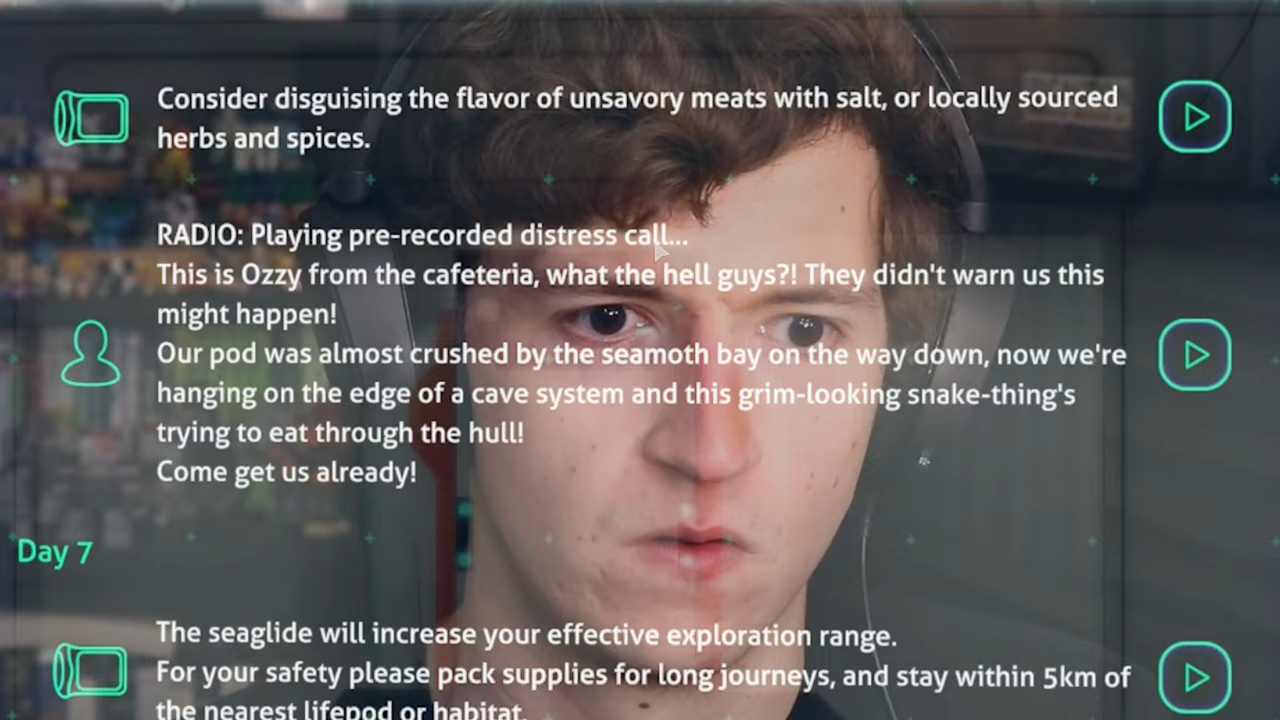 Consider disguising the flavor of unsavory meats with salt, or locally sourced
herbs and spices.
RADIO: Playing pre-recorded distress call...
This is Ozzy from the cafeteria, what the hell guys?! They didn't warn us this
might happen!
Our pod was almost crushed by the seamoth bay on the way down, now we're
hanging on the edge of a cave system and this grim-looking snake-thing's
trying to eat through the hull!
Come get us already!
Day 7
The seaglide will increase your effective exploration range.
For your safety please pack supplies for long journeys, and stay within 5km of
the nearest lifepod or habitat.